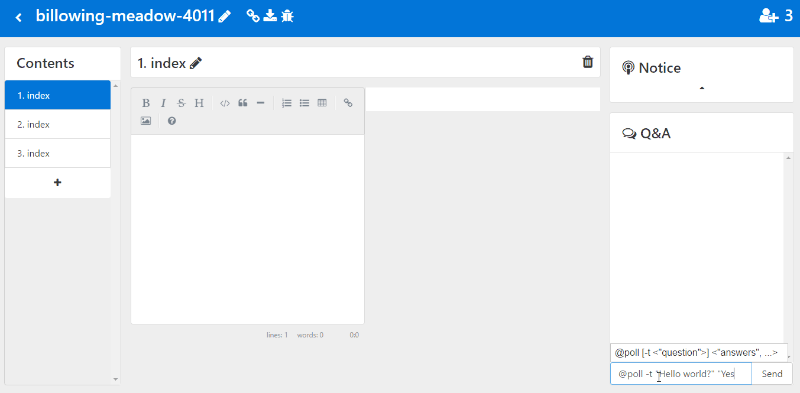 billowing-meadow-4011
3
Contents
1. index
2. index
3. index
1. index
B I S H
lines: 1 words: 0 0:0
Notice
Q&A
@poll [-t <"question">] <"answers", ...>
@poll -t "Hello world?" "Yes
Send